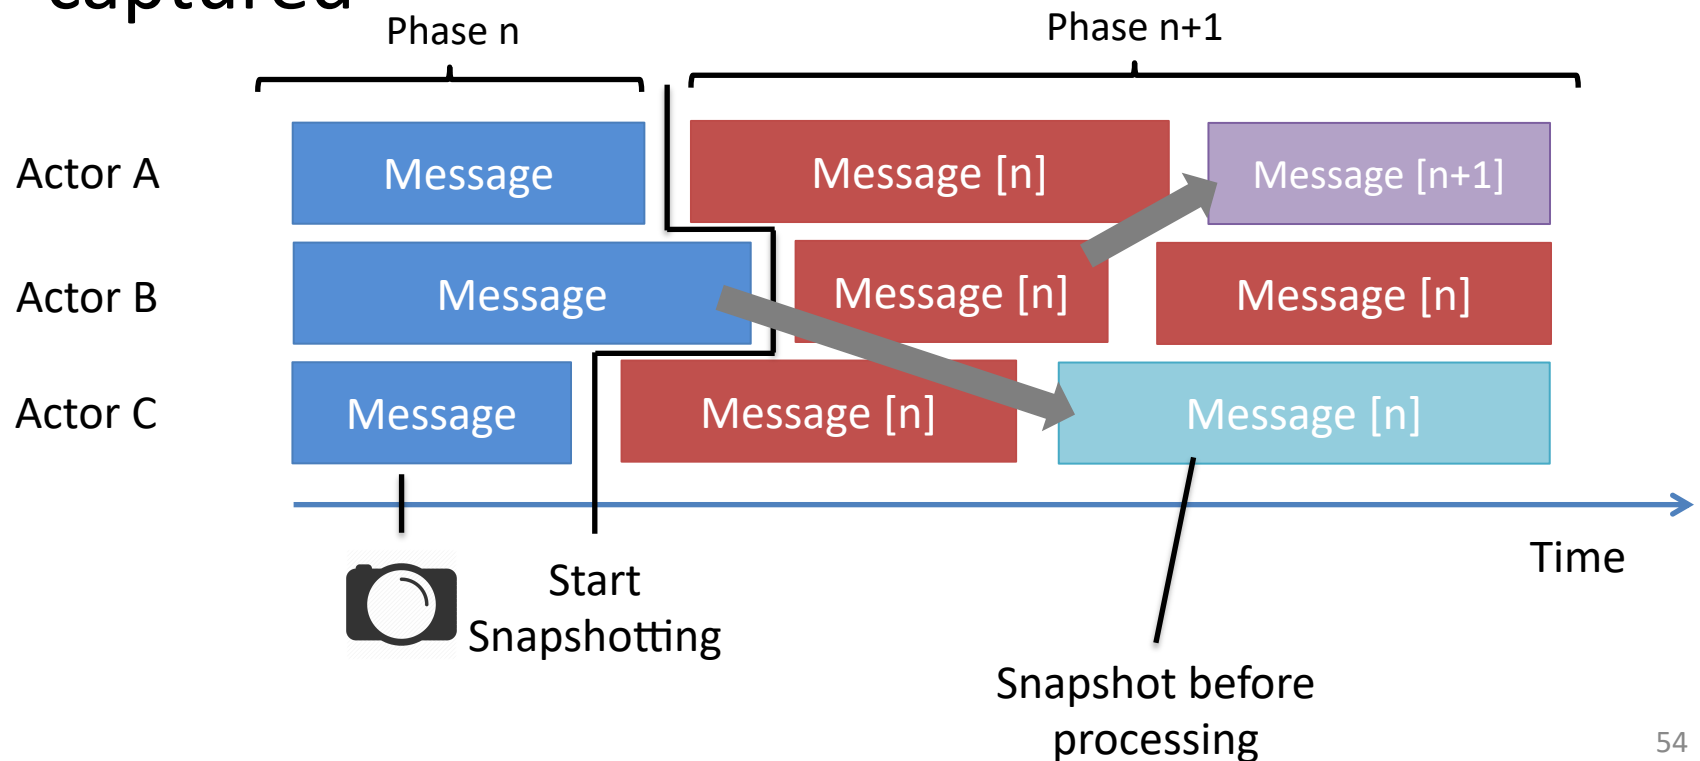 captured
Phase n
Phase n+1
Actor A
Message
Message [n]
Message [n+1]
Actor B
Message
Message [n]
Message [n]
Actor C
Message
Message [n]
Message [n]
Time
Start
Snapshotting
Snapshot before
processing
54